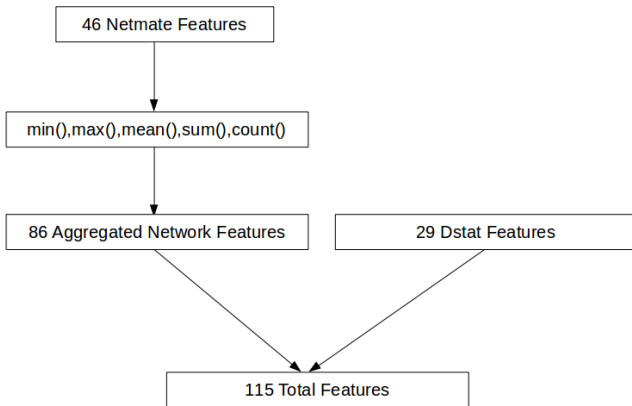 46 Netmate Features
min(),max(),mean(),sum(),count()
86 Aggregated Network Features
29 Dstat Features
115 Total Features